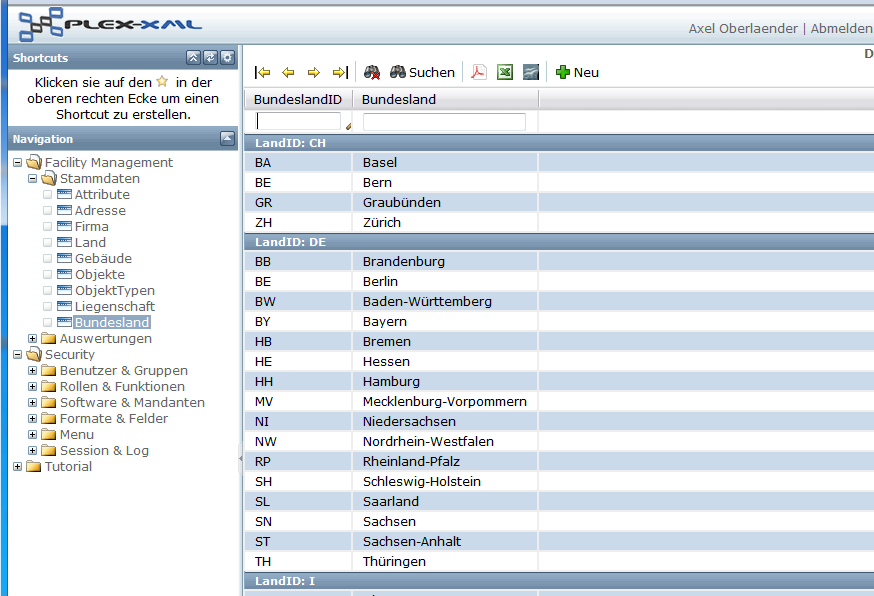 PLEX-XML
Axel Oberlaender | Abmelden
Shortcuts
Klicken sie auf den in der
oberen rechten Ecke um einen
Shortcut zu erstellen.
Navigation
Facility Management
Stammdaten
Attribute
Adresse
Firma
Land
Gebäude
Objekte
ObjektTypen
Liegenschaft
Bundesland
Auswertungen
Security
Benutzer & Gruppen
Rollen & Funktionen
Software & Mandanten
Formate & Felder
Menu
Session & Log
Tutorial
D
Suchen Neu
BundeslandID Bundesland
LandID: CH
BA Basel
BE Bern
GR Graubünden
ZH Zürich
LandID: DE
BB Brandenburg
BE Berlin
BW Baden-Württemberg
BY Bayern
HB Bremen
HE Hessen
HH Hamburg
MV Mecklenburg-Vorpommern
NI Niedersachsen
NW Nordrhein-Westfalen
RP Rheinland-Pfalz
SH Schleswig-Holstein
SL Saarland
SN Sachsen
ST Sachsen-Anhalt
TH Thüringen
LandID: I